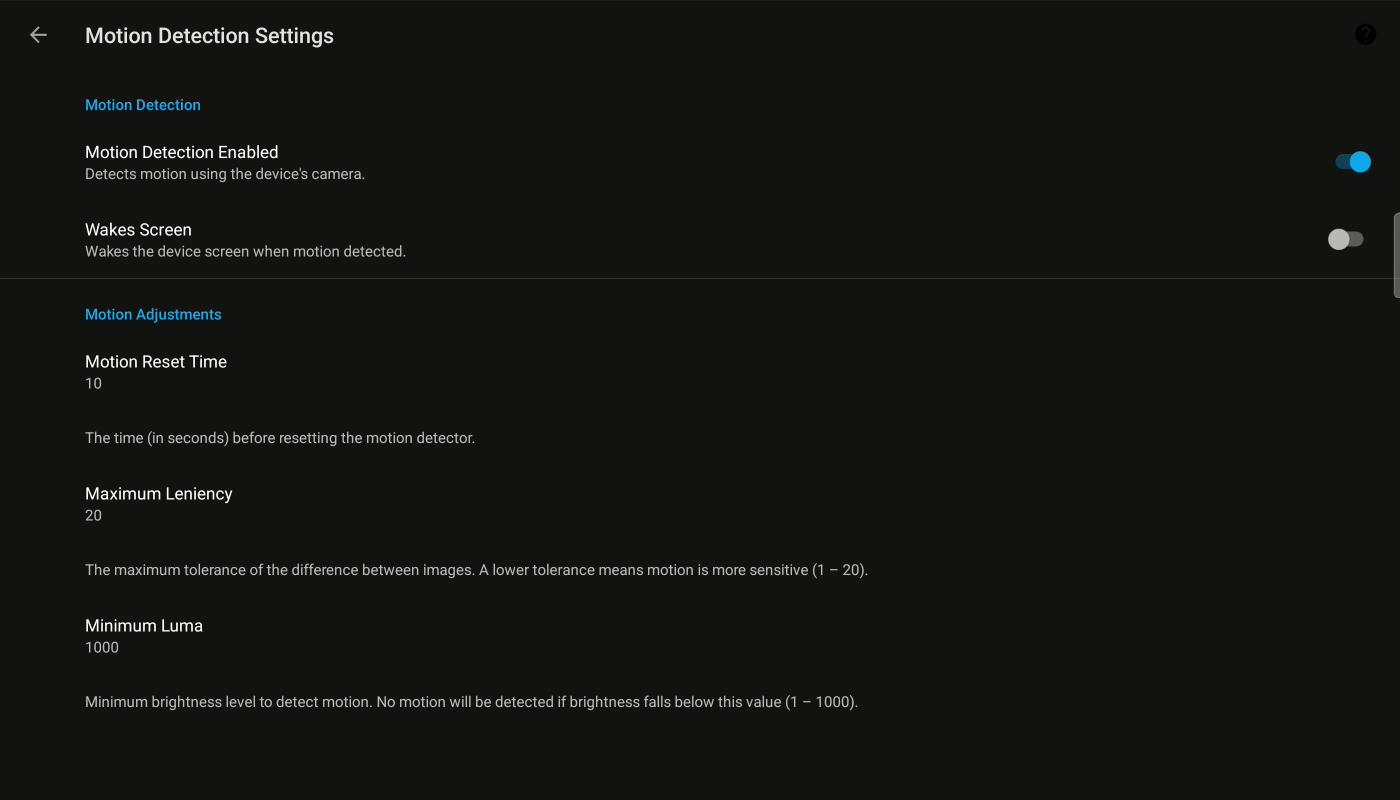 Motion Detection Settings
?
Motion Detection
Motion Detection Enabled
Detects motion using the device's camera.
Wakes Screen
Wakes the device screen when motion detected.
Motion Adjustments
Motion Reset Time
10
The time (in seconds) before resetting the motion detector.
Maximum Leniency
20
The maximum tolerance of the difference between images. A lower tolerance means motion is more sensitive (1 – 20).
Minimum Luma
1000
Minimum brightness level to detect motion. No motion will be detected if brightness falls below this value (1 – 1000).